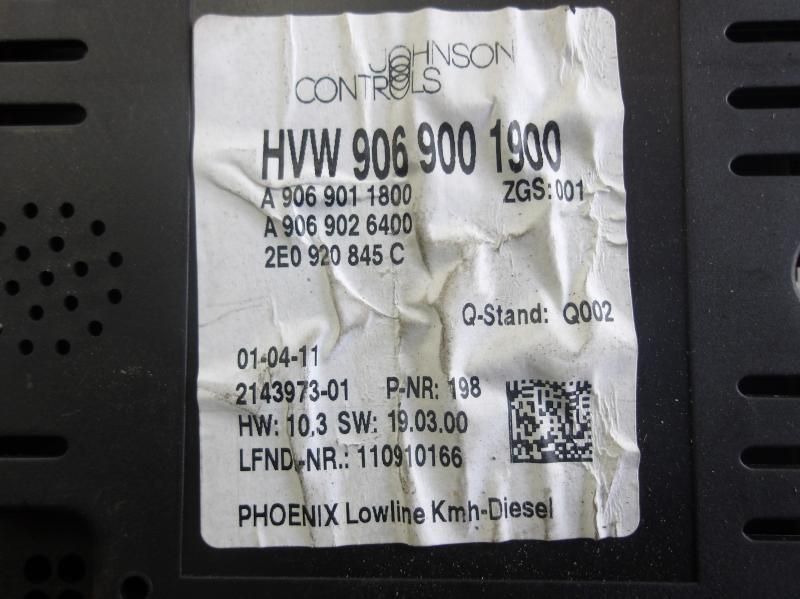 JOHNSON
CONTROLS
HVW 906 900 1900
A 906 901 1800 ZGS: 001
A 906 902 6400
2E0 920 845 C
Q-Stand: Q002
01-04-11
2143973-01 P-NR: 198
HW: 10,3 SW: 19.03.00
LFND.-NR.: 110910166
PHOENIX Lowline Kmh-Diesel